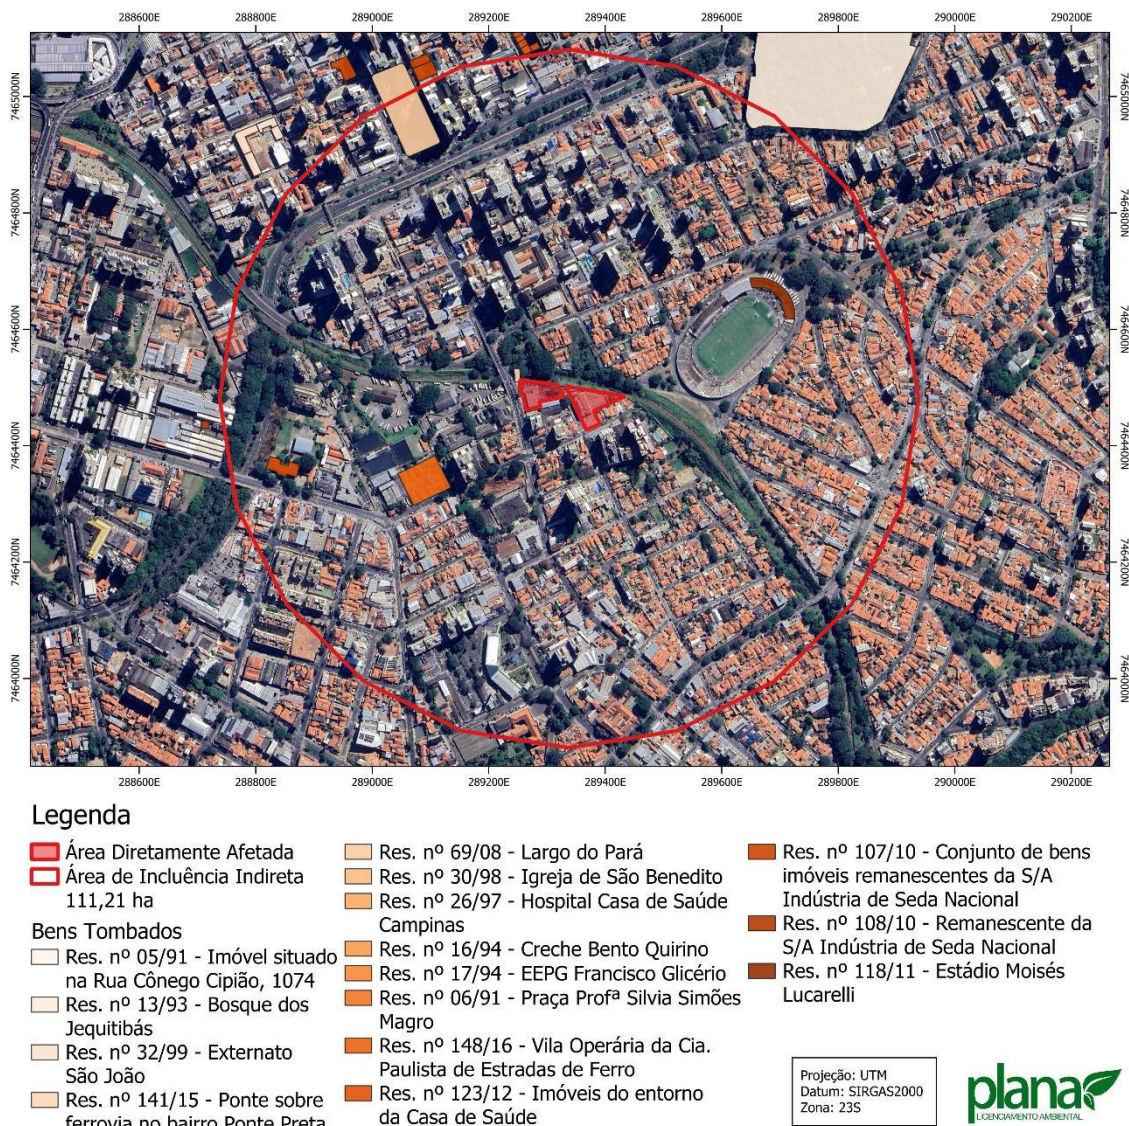 288600E 288800E 289000E 289200E 289400E 289600E 289800E 290000E 290200E
7465000N 7465000N
7464800N 7464800N
7464600N 7464600N
7464400N 7464400N
7464200N 7464200N
7464000N 7464000N
288600E 288800E 289000E 289200E 289400E 289600E 289800E 290000E 290200E
Legenda
Área Diretamente Afetada
Área de Incluência Indireta
111,21 ha
Bens Tombados
Res. nº 05/91 - Imóvel situado
na Rua Cônego Cipião, 1074
Res. nº 13/93 - Bosque dos
Jequitibás
Res. nº 32/99 - Externato
São João
Res. nº 141/15 - Ponte sobre
ferrovia no bairro Ponte Preta
Res. nº 69/08 - Largo do Pará
Res. nº 30/98 - Igreja de São Benedito
Res. nº 26/97 - Hospital Casa de Saúde
Campinas
Res. nº 16/94 - Creche Bento Quirino
Res. nº 17/94 - EEPG Francisco Glicério
Res. nº 06/91 - Praça Profª Silvia Simões
Magro
Res. nº 148/16 - Vila Operária da Cia.
Paulista de Estradas de Ferro
Res. nº 123/12 - Imóveis do entorno
da Casa de Saúde
Res. nº 107/10 - Conjunto de bens
imóveis remanescentes da S/A
Indústria de Seda Nacional
Res. nº 108/10 - Remanescente da
S/A Indústria de Seda Nacional
Res. nº 118/11 - Estádio Moisés
Lucarelli
Projeção: UTM
Datum: SIRGAS2000
Zona: 23S
plana
LICENCIAMENTO AMBIENTAL